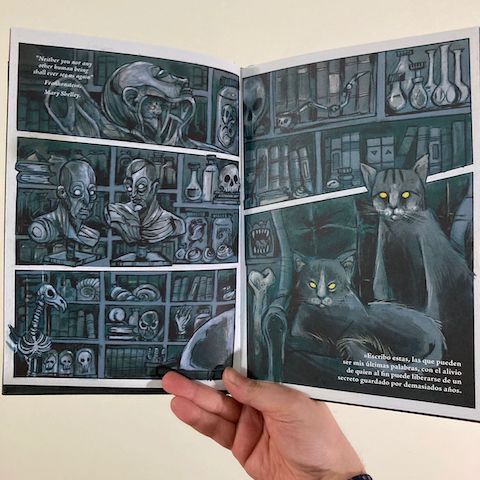 "Neither you nor any
other human being
shall ever see us again"
Frankenstein,
Mary Shelley.
«Escribo estas, las que pueden
ser mis últimas palabras, con el alivio
de quien al fin puede liberarse de un
secreto guardado por demasiados años.